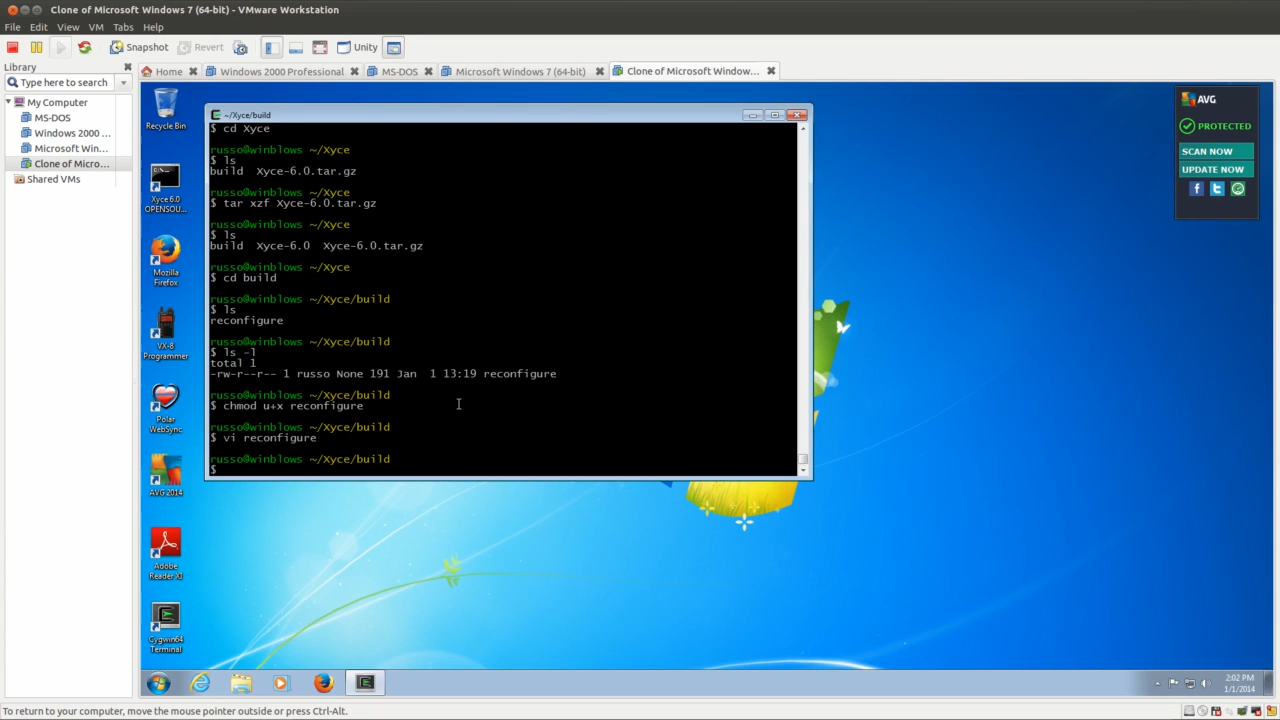 Clone of Microsoft Windows 7 (64-bit) - VMware Workstation
File Edit View VM Tabs Help
Snapshot Revert Unity
Library
Home Windows 2000 Professional MS-DOS Microsoft Windows 7 (64-bit) Clone of Microsoft Window...
Type here to search
My Computer
MS-DOS
Windows 2000 ...
Microsoft Win...
Clone of Micro...
Shared VMs
Recycle Bin
Xyce 6.0
OPENSOU...
Mozilla
Firefox
VX-8
Programmer
Polar
WebSync
AVG 2014
Adobe
Reader XI
Cygwin64
Terminal
~/Xyce/build
$ cd Xyce
russo@winblows ~/Xyce
$ ls
build  Xyce-6.0.tar.gz
russo@winblows ~/Xyce
$ tar xzf Xyce-6.0.tar.gz
russo@winblows ~/Xyce
$ ls
build  Xyce-6.0  Xyce-6.0.tar.gz
russo@winblows ~/Xyce
$ cd build
russo@winblows ~/Xyce/build
$ ls
reconfigure
russo@winblows ~/Xyce/build
$ ls -l
total 1
-rw-r--r-- 1 russo None 191 Jan  1 13:19 reconfigure
russo@winblows ~/Xyce/build
$ chmod u+x reconfigure
russo@winblows ~/Xyce/build
$ vi reconfigure
russo@winblows ~/Xyce/build
$
AVG
PROTECTED
SCAN NOW
UPDATE NOW
2:02 PM
1/1/2014
To return to your computer, move the mouse pointer outside or press Ctrl-Alt.